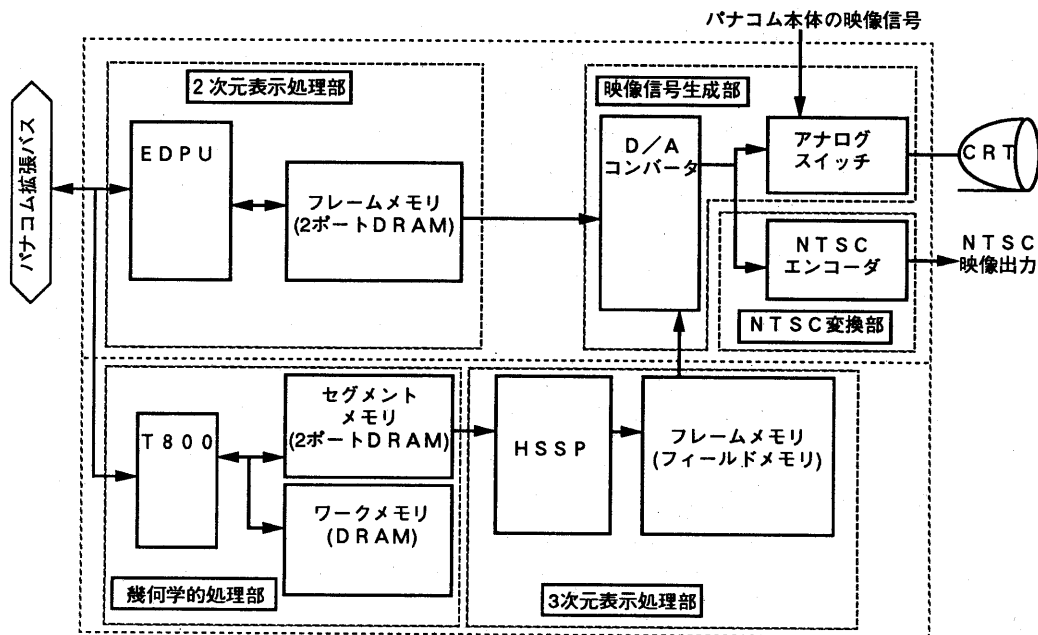 パナコム本体の映像信号
2次元表示処理部
映像信号生成部
パナコム拡張バス
EDPU
フレームメモリ
(2ポートDRAM)
D/A
コンバータ
アナログ
スイッチ
CRT
NTSC
エンコーダ
NTSC
映像出力
NTSC変換部
T800
セグメント
メモリ
(2ポートDRAM)
ワークメモリ
(DRAM)
HSSP
フレームメモリ
(フィールドメモリ)
幾何学的処理部
3次元表示処理部